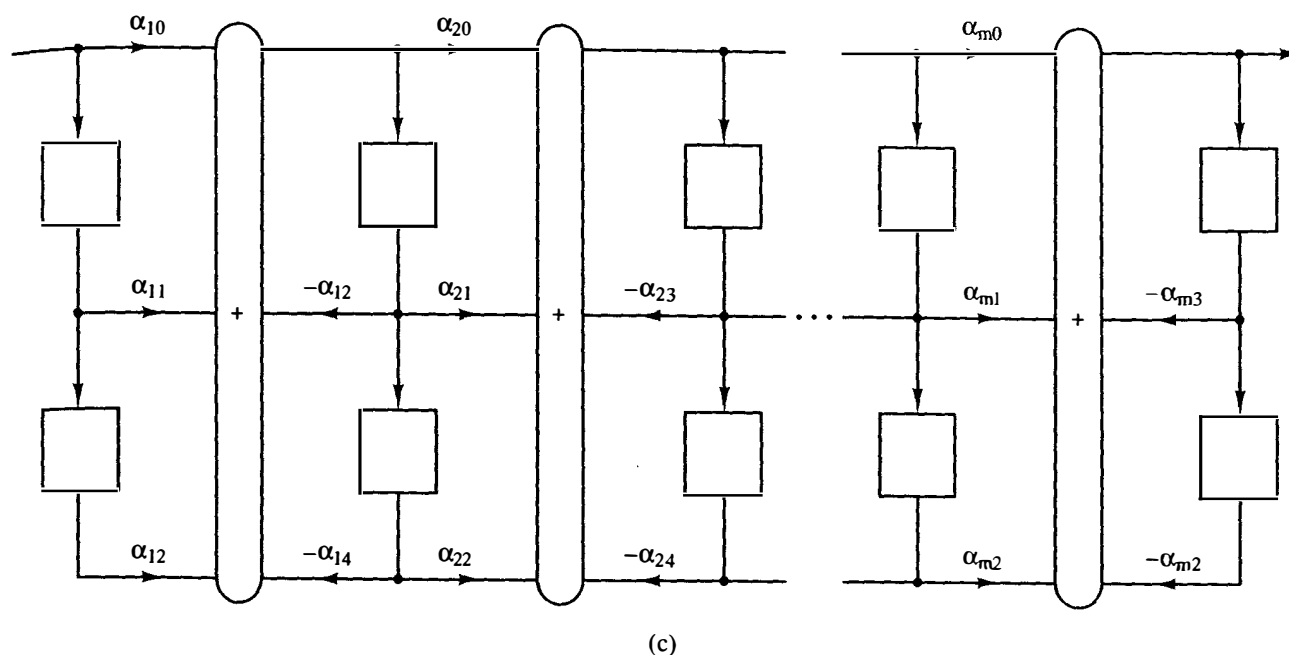 α10 α20 αm0
α11 + −α12 α21 + −α23 ... αm1 + −αm3
α12 −α14 α22 −α24 αm2 −αm2
(c)